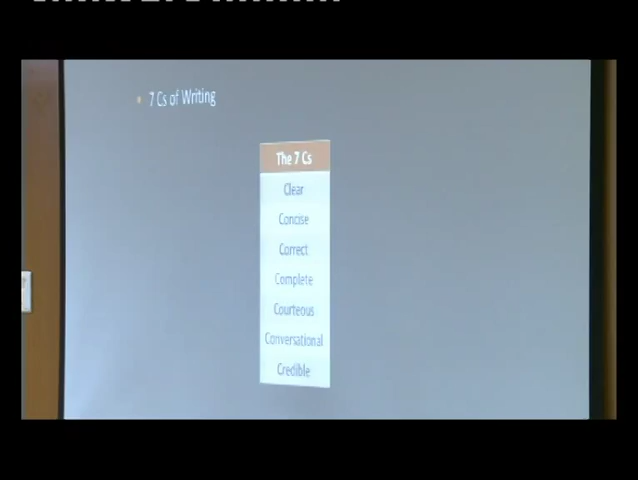 7 Cs of Writing
The 7 Cs
Clear
Concise
Correct
Complete
Courteous
Conversational
Credible